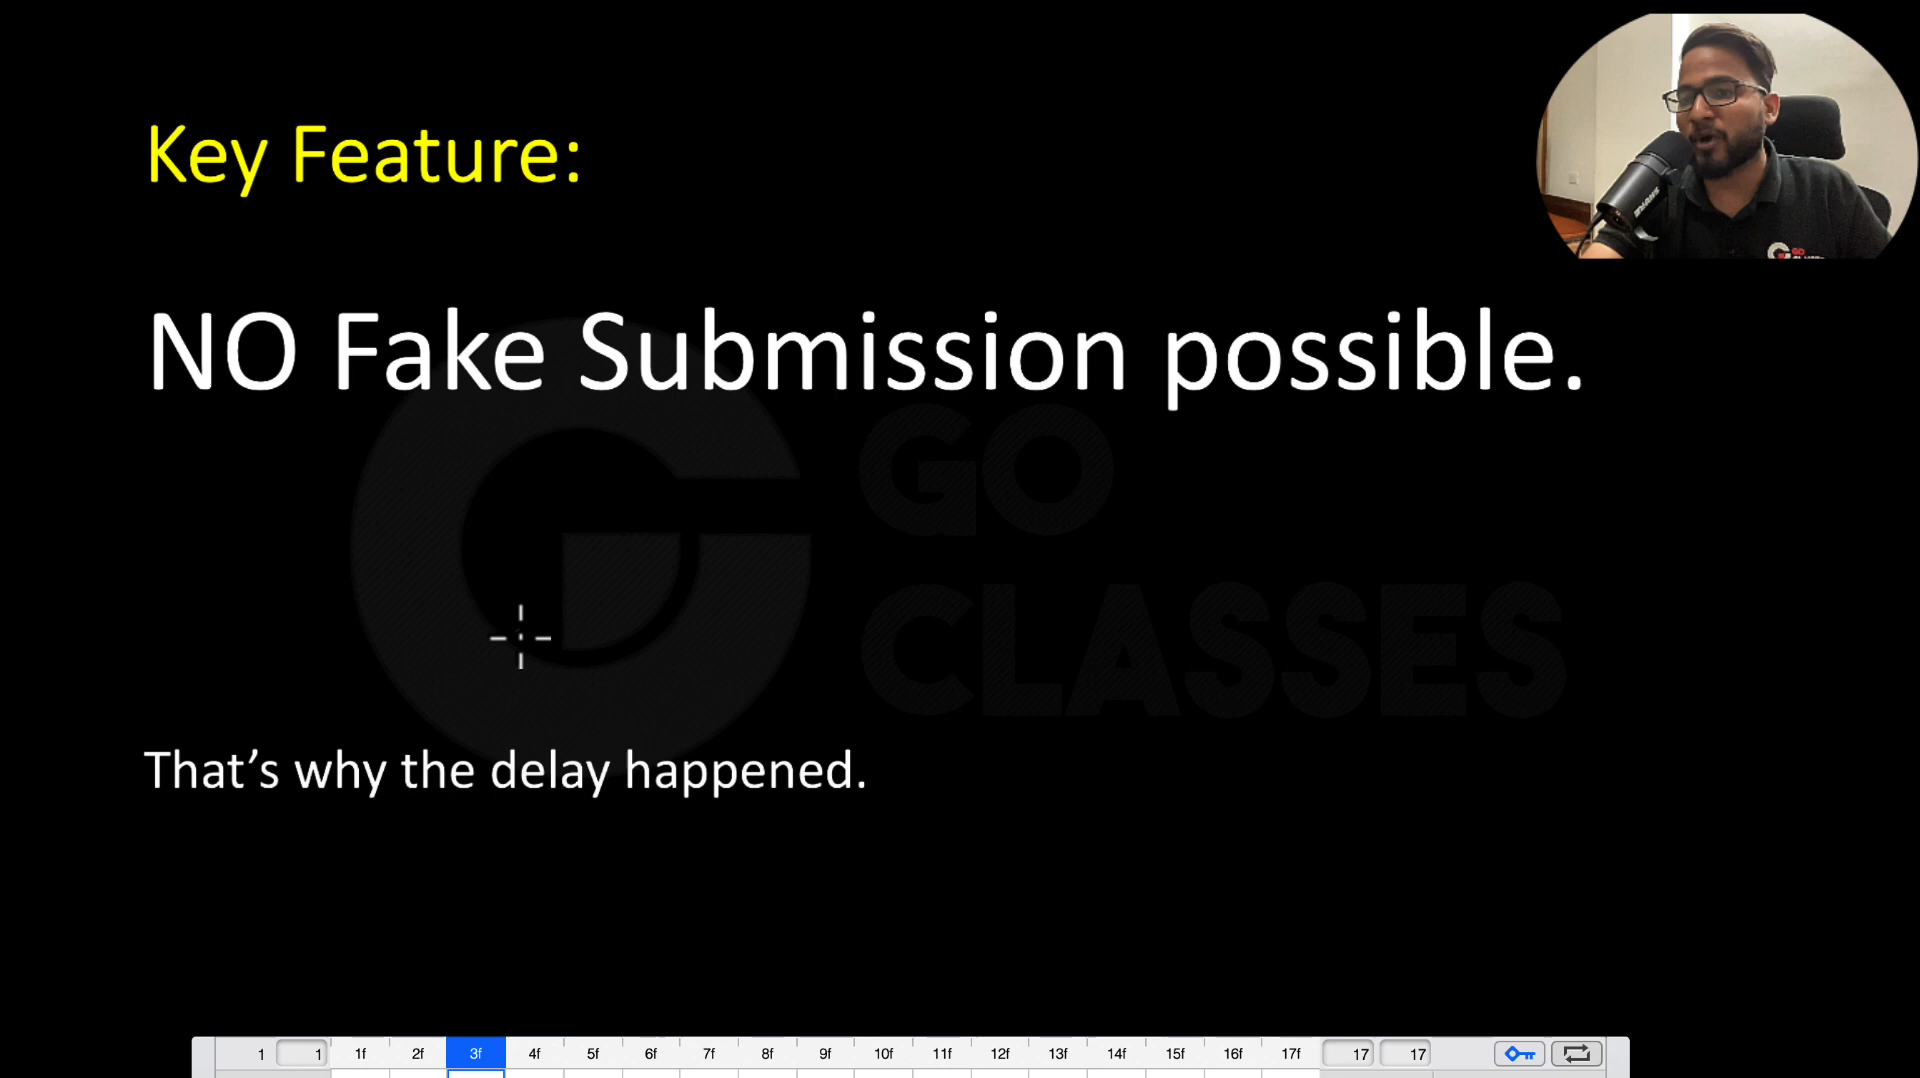 Key Feature:
NO Fake Submission possible.
GO
CLASSES
That's why the delay happened.
1 1 1f 2f 3f 4f 5f 6f 7f 8f 9f 10f 11f 12f 13f 14f 15f 16f 17f 17 17